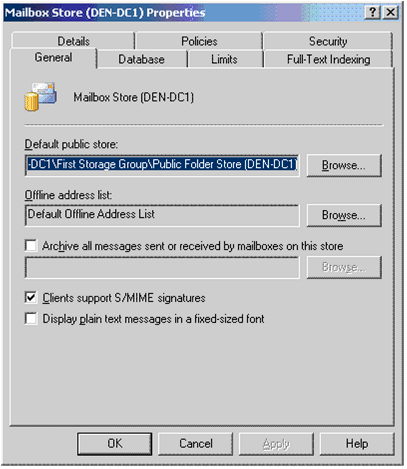 Mailbox Store (DEN-DC1) Properties
Details Policies Security
General Database Limits Full-Text Indexing
Mailbox Store (DEN-DC1)
Default public store:
-DC1\First Storage Group\Public Folder Store (DEN-DC1) Browse...
Offline address list:
Default Offline Address List Browse...
Archive all messages sent or received by mailboxes on this store
Browse...
Clients support S/MIME signatures
Display plain text messages in a fixed-sized font
OK Cancel Apply Help